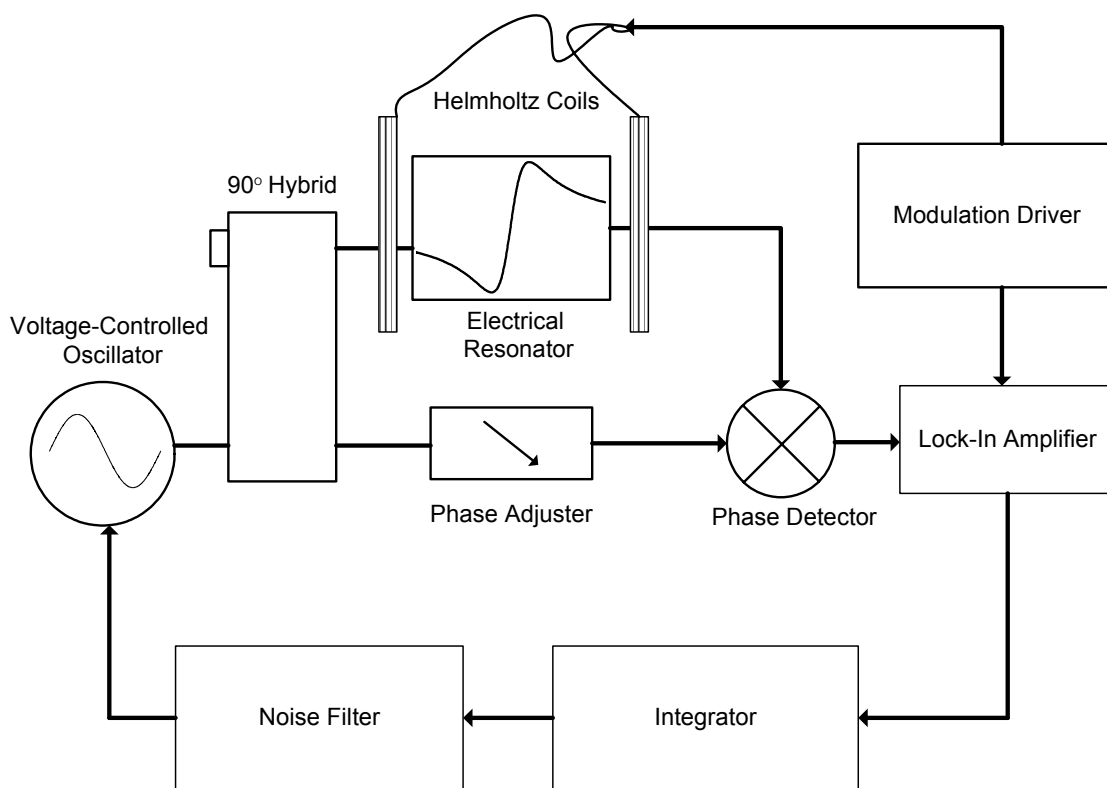 Helmholtz Coils
90° Hybrid
Modulation Driver
Voltage-Controlled
Oscillator
Electrical
Resonator
Lock-In Amplifier
Phase Adjuster
Phase Detector
Noise Filter
Integrator